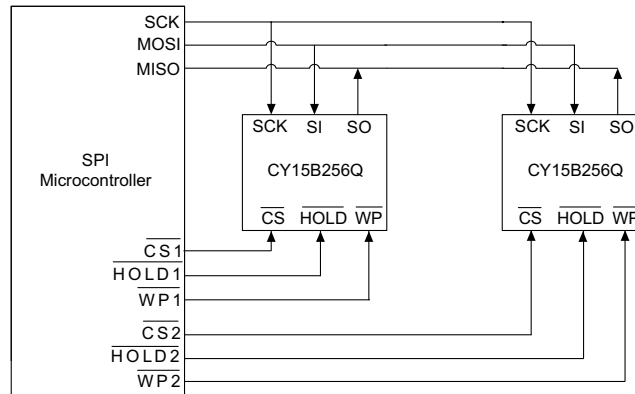 SCK
MOSI
MISO
SPI
Microcontroller
CS1
HOLD1
WP1
CS2
HOLD2
WP2
SCK SI SO
CY15B256Q
CS HOLD WP
SCK SI SO
CY15B256Q
CS HOLD WP